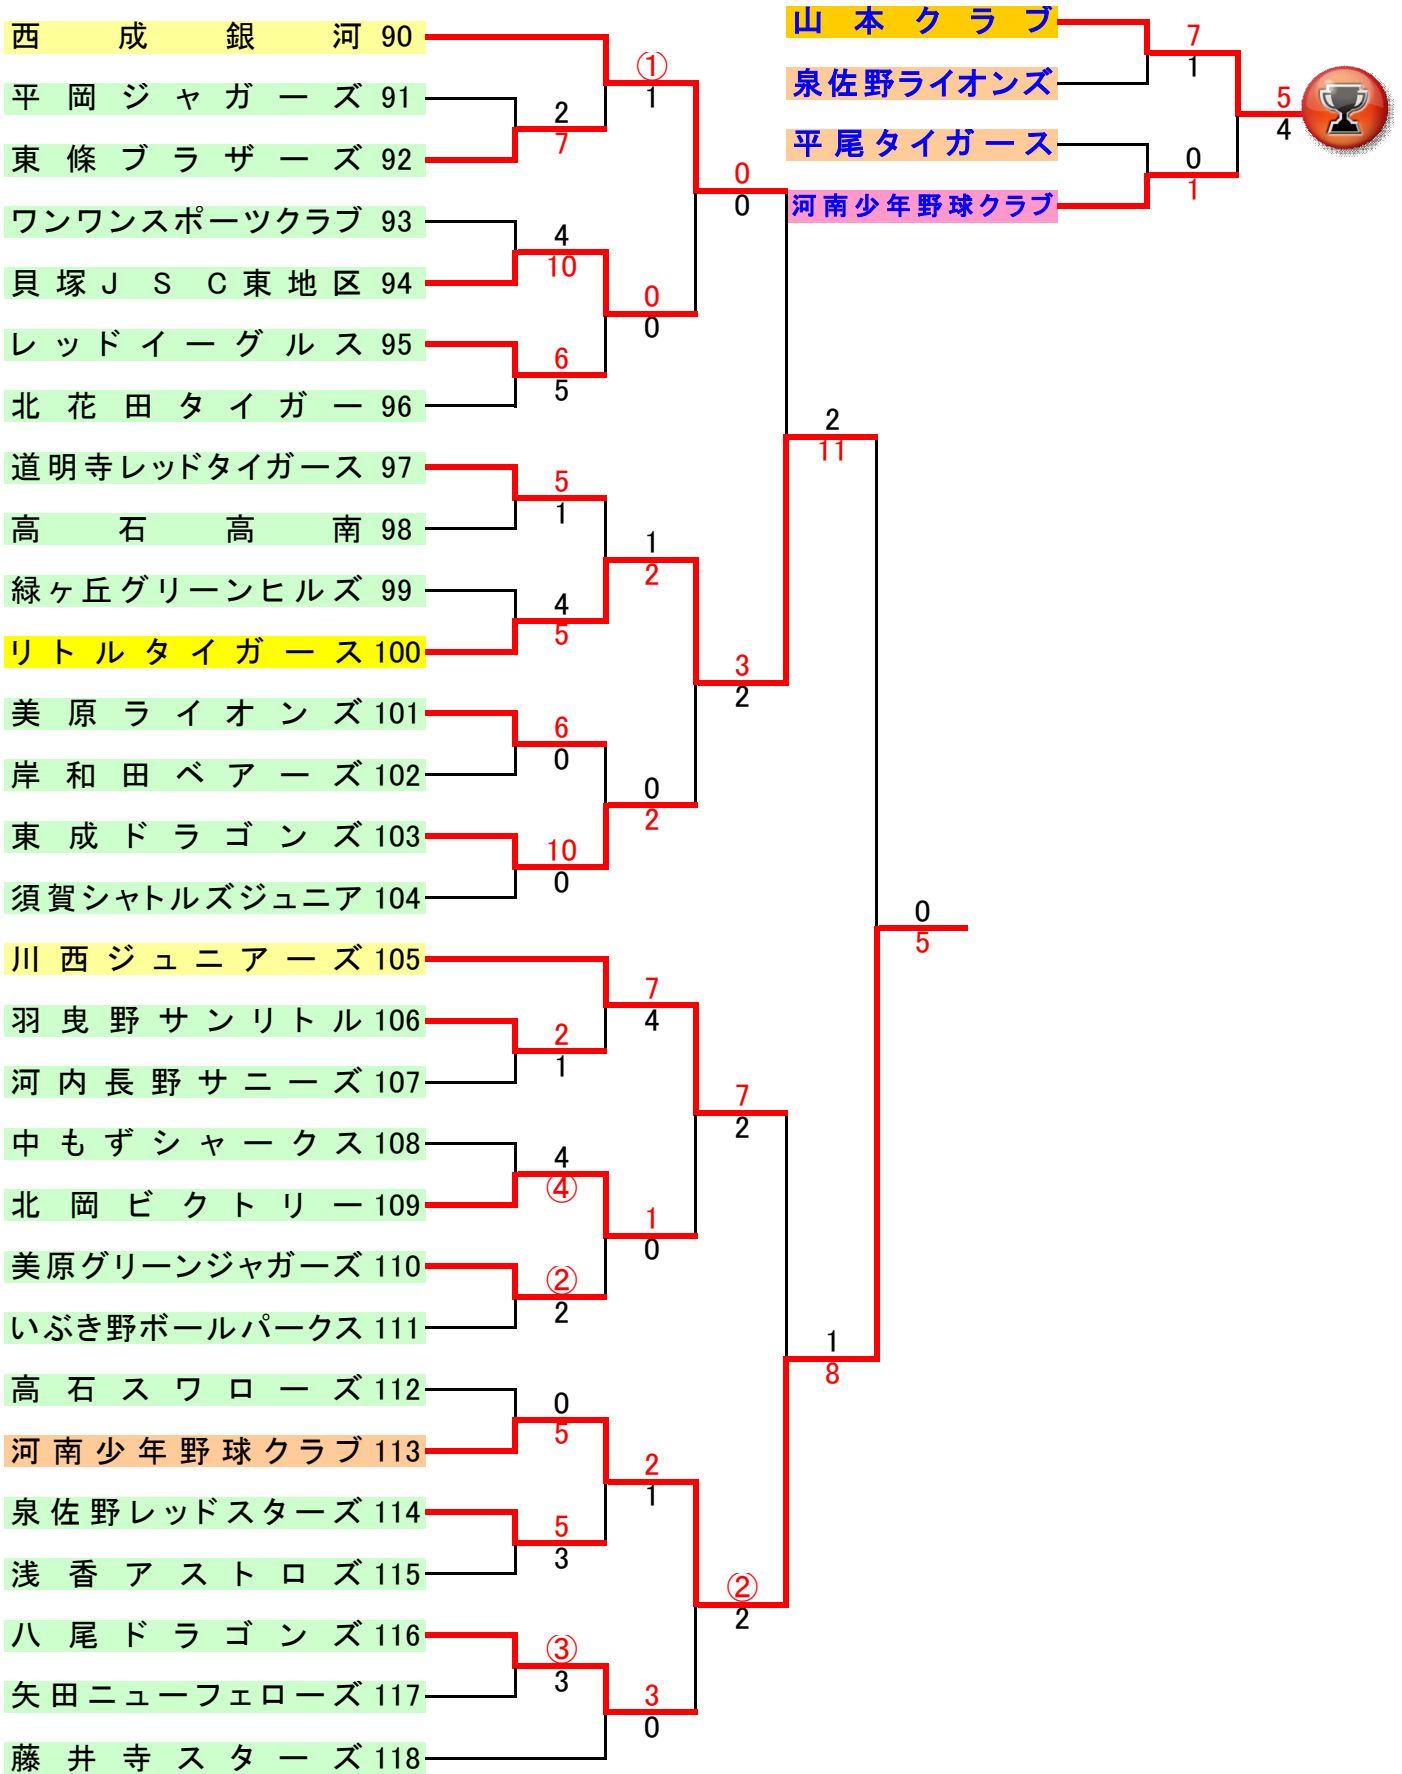 西成銀河 90
平岡ジャガーズ 91
東條ブラザーズ 92
ワンワンスポーツクラブ 93
貝塚JSC東地区 94
レッドイーグルス 95
北花田タイガー 96
道明寺レッドタイガース 97
高石高南 98
緑ヶ丘グリーンヒルズ 99
リトルタイガース 100
美原ライオンズ 101
岸和田ベアーズ 102
東成ドラゴンズ 103
須賀シャトルズジュニア 104
川西ジュニアーズ 105
羽曳野サンリトル 106
河内長野サニーズ 107
中もずシャークス 108
北岡ビクトリー 109
美原グリーンジャガーズ 110
いぶき野ボールパークス 111
高石スワローズ 112
河南少年野球クラブ 113
泉佐野レッドスターズ 114
浅香アストロズ 115
八尾ドラゴンズ 116
矢田ニューフェローズ 117
藤井寺スターズ 118
2
7
4
10
6
5
5
1
4
5
6
0
10
0
2
1
4
④
②
2
0
5
5
3
③
3
①
1
0
0
1
2
0
2
7
4
1
0
2
1
3
0
0
0
3
2
7
2
②
2
2
11
1
8
0
5
山本クラブ
泉佐野ライオンズ
平尾タイガース
河南少年野球クラブ
7
1
0
1
5
4